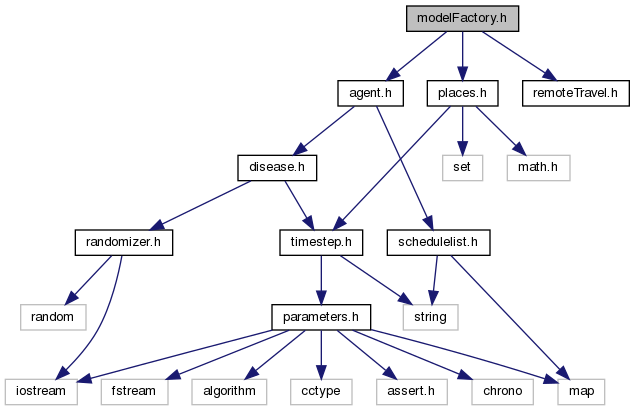 modelFactory.h
agent.h
places.h
remoteTravel.h
disease.h
set
math.h
randomizer.h
timestep.h
schedulelist.h
random
parameters.h
string
iostream
fstream
algorithm
cctype
assert.h
chrono
map